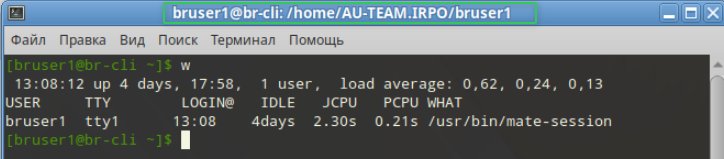 bruser1@br-cli: /home/AU-TEAM.IRPO/bruser1
Файл Правка Вид Поиск Терминал Помощь
[bruser1@br-cli ~]$ w
 13:08:12 up 4 days, 17:58,  1 user,  load average: 0,62, 0,24, 0,13
USER     TTY        LOGIN@   IDLE   JCPU   PCPU WHAT
bruser1  tty1      13:08    4days  2.30s  0.21s /usr/bin/mate-session
[bruser1@br-cli ~]$